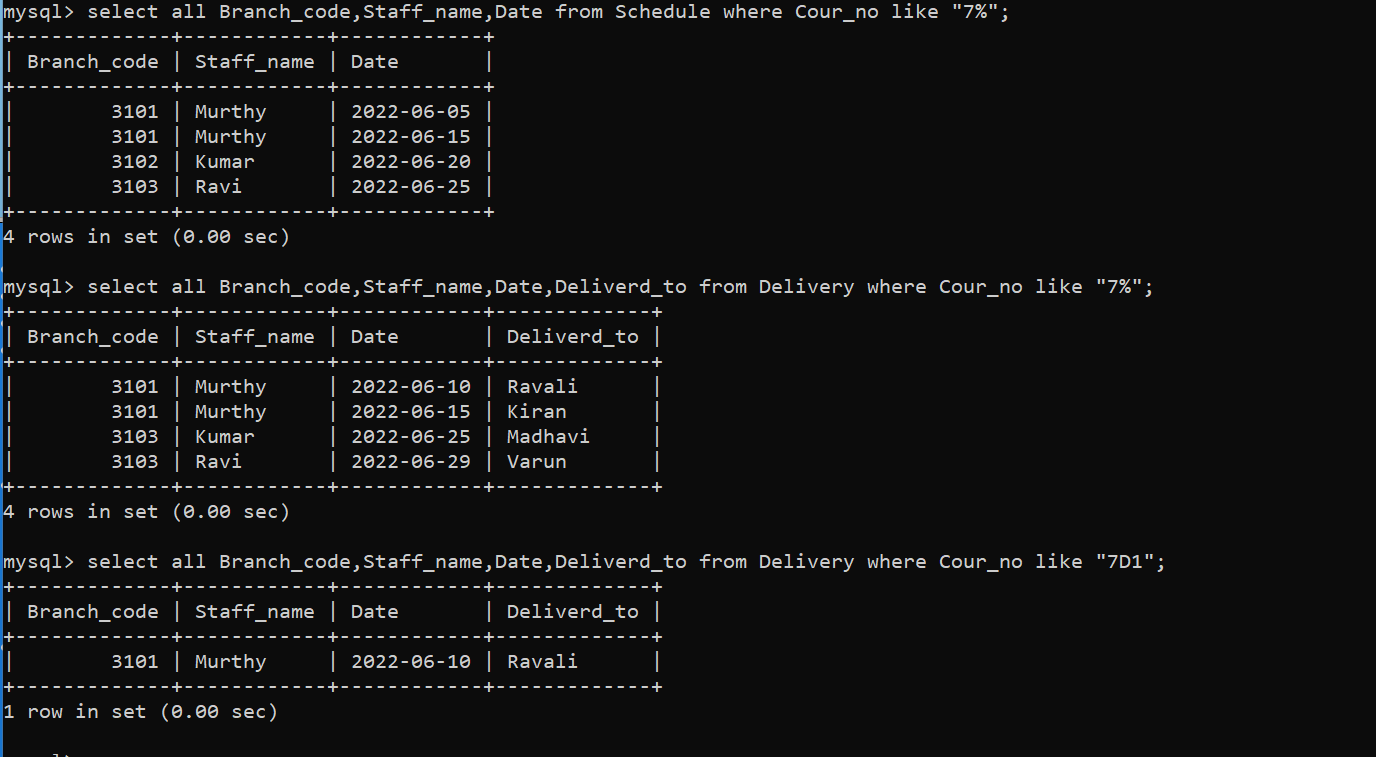 mysql> select all Branch_code,Staff_name,Date from Schedule where Cour_no like "7%";
+-------------+------------+------------+
| Branch_code | Staff_name | Date       |
+-------------+------------+------------+
|        3101 | Murthy     | 2022-06-05 |
|        3101 | Murthy     | 2022-06-15 |
|        3102 | Kumar      | 2022-06-20 |
|        3103 | Ravi       | 2022-06-25 |
+-------------+------------+------------+
4 rows in set (0.00 sec)
mysql> select all Branch_code,Staff_name,Date,Deliverd_to from Delivery where Cour_no like "7%";
+-------------+------------+------------+-------------+
| Branch_code | Staff_name | Date       | Deliverd_to |
+-------------+------------+------------+-------------+
|        3101 | Murthy     | 2022-06-10 | Ravali      |
|        3101 | Murthy     | 2022-06-15 | Kiran       |
|        3103 | Kumar      | 2022-06-25 | Madhavi     |
|        3103 | Ravi       | 2022-06-29 | Varun       |
+-------------+------------+------------+-------------+
4 rows in set (0.00 sec)
mysql> select all Branch_code,Staff_name,Date,Deliverd_to from Delivery where Cour_no like "7D1";
+-------------+------------+------------+-------------+
| Branch_code | Staff_name | Date       | Deliverd_to |
+-------------+------------+------------+-------------+
|        3101 | Murthy     | 2022-06-10 | Ravali      |
+-------------+------------+------------+-------------+
1 row in set (0.00 sec)